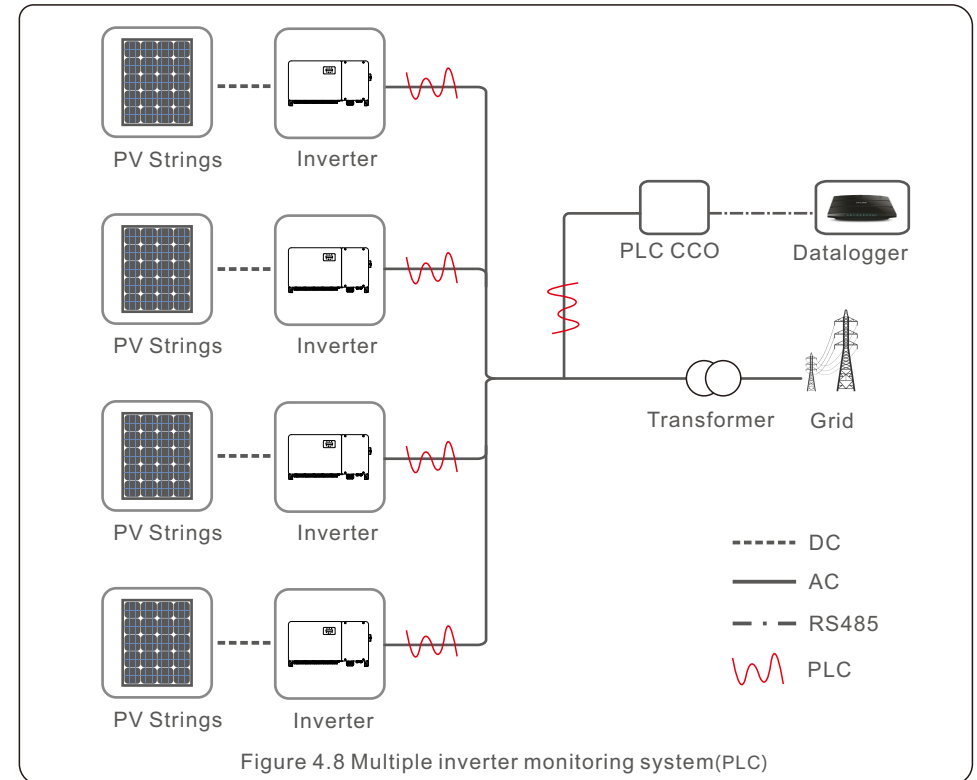 PV Strings
Inverter
PLC CCO
Datalogger
PV Strings
Inverter
Transformer
Grid
PV Strings
Inverter
DC
AC
RS485
PLC
PV Strings
Inverter
Figure 4.8 Multiple inverter monitoring system(PLC)